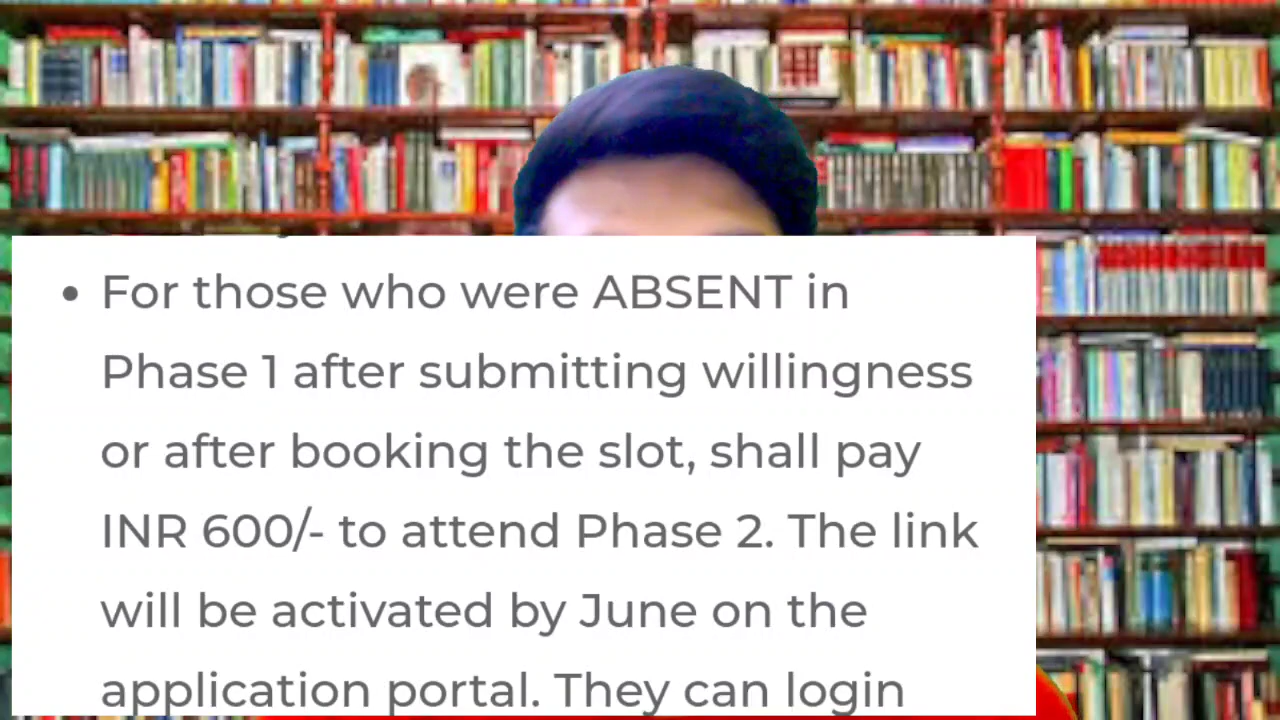 • For those who were ABSENT in
Phase 1 after submitting willingness
or after booking the slot, shall pay
INR 600/- to attend Phase 2. The link
will be activated by June on the
application portal. They can login